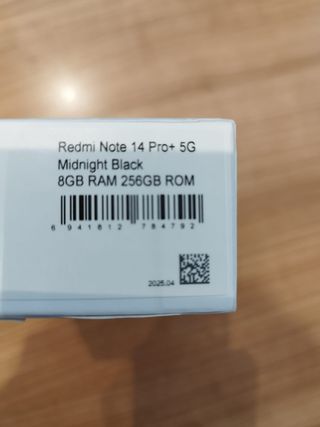 Redmi Note 14 Pro+ 5G
Midnight Black
8GB RAM 256GB ROM
6 941812 784792
2025.04